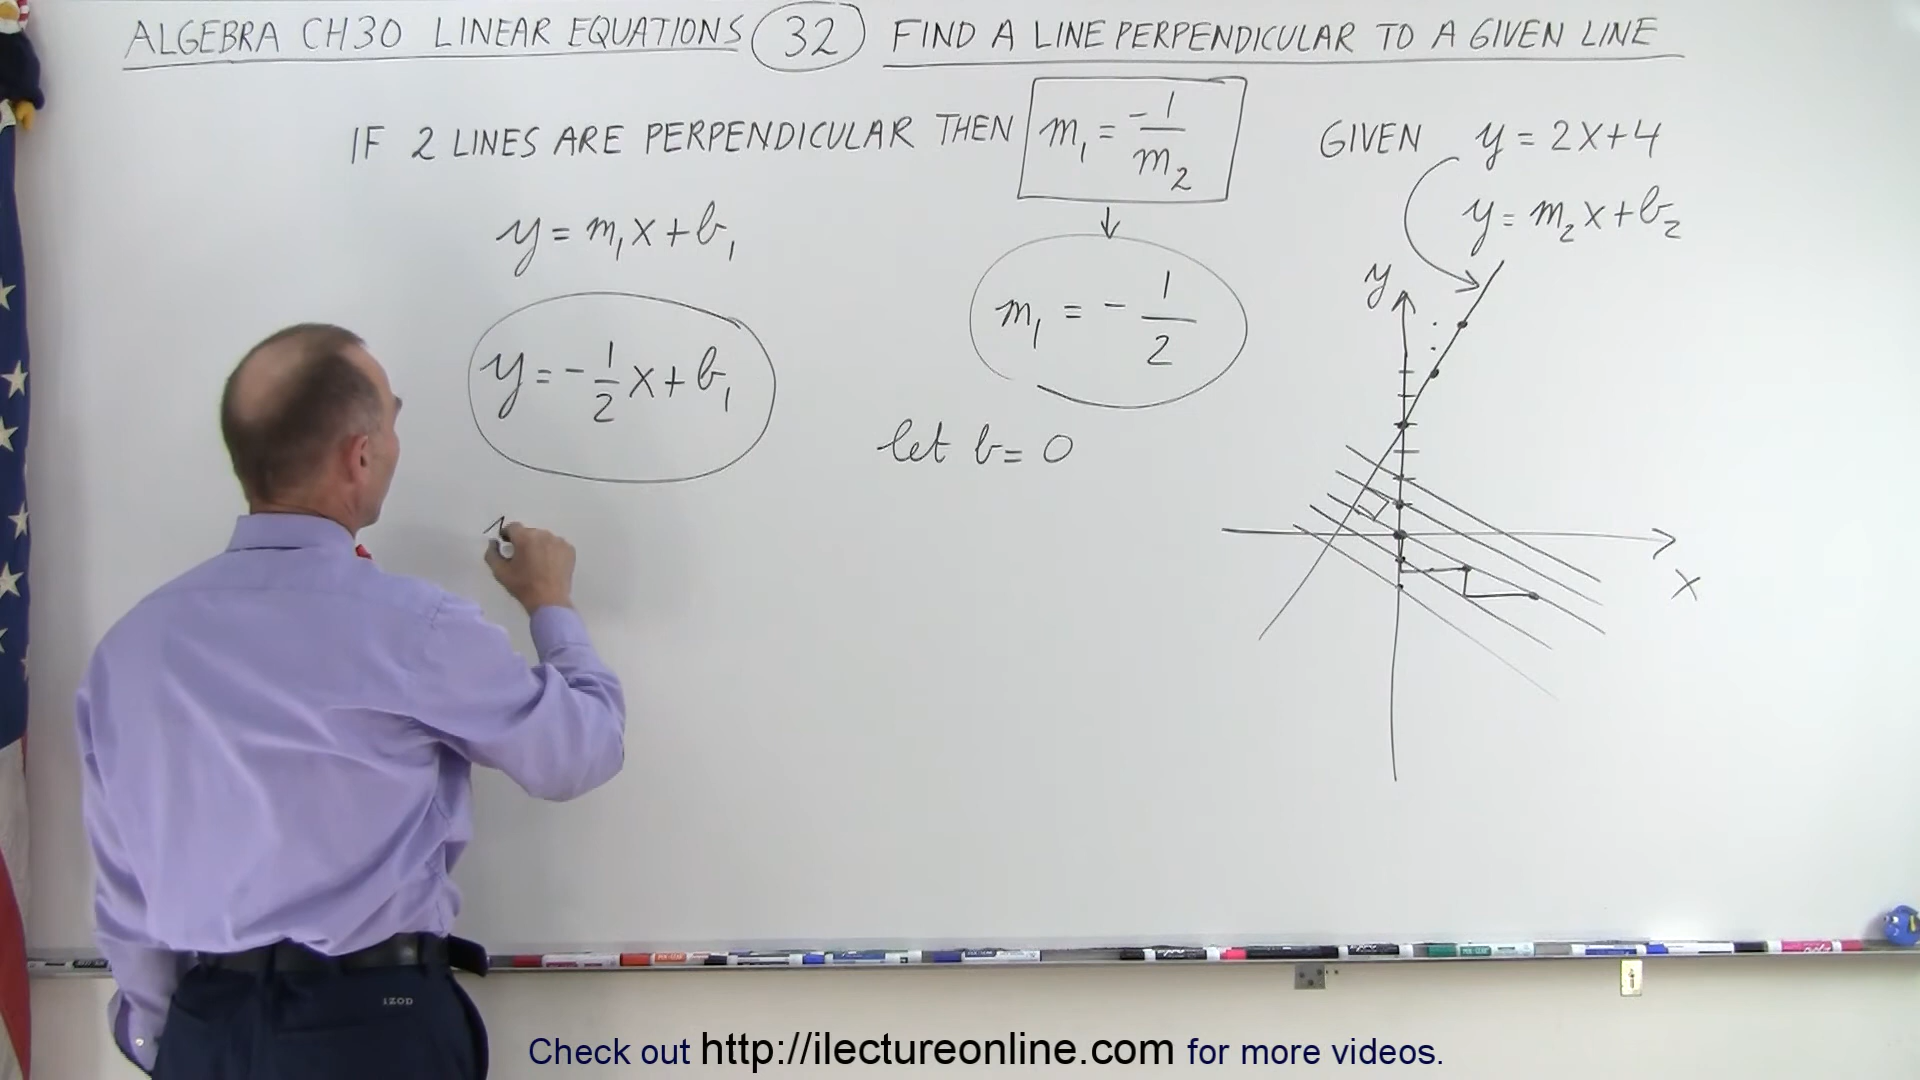 ALGEBRA CH30 LINEAR EQUATIONS 32 FIND A LINE PERPENDICULAR TO A GIVEN LINE
IF 2 LINES ARE PERPENDICULAR THEN m₁ = -1/m₂
GIVEN y = 2X+4
y = m₂X+b₂
y = m₁X+b₁
m₁ = -1/2
y = -1/2 X+b₁
let b = 0
y
X
IZOD
Check out http://ilectureonline.com for more videos.